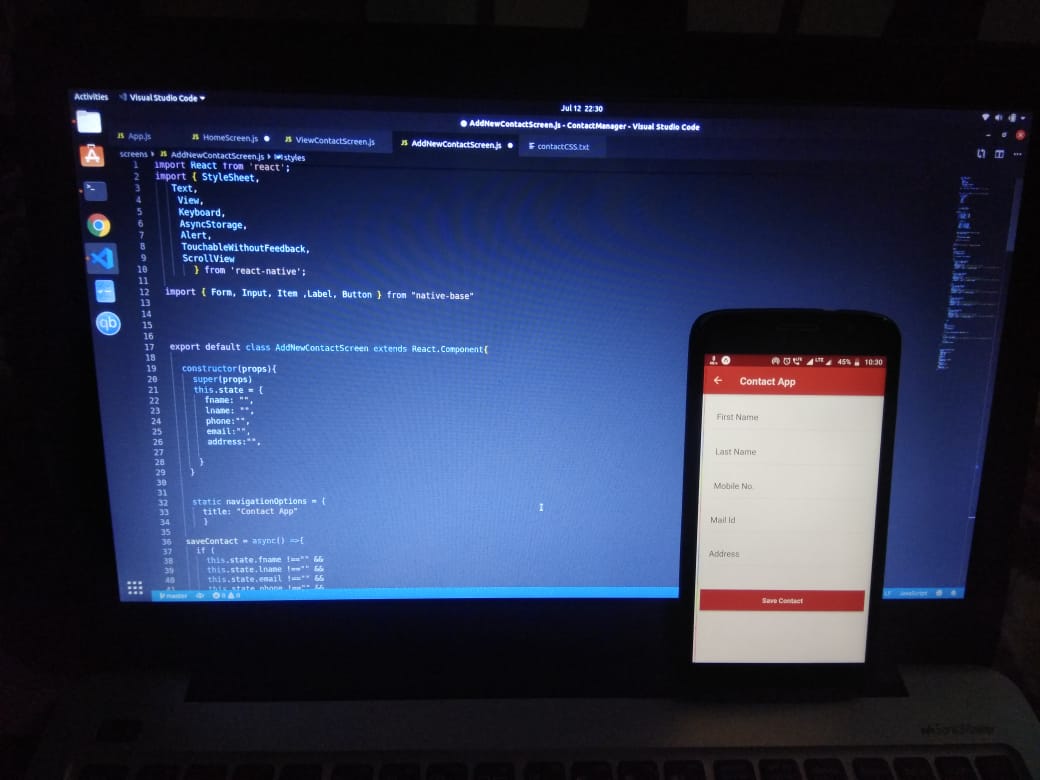 Activities Visual Studio Code
Jul 12 22:30
AddNewContactScreen.js - ContactManager - Visual Studio Code
JS App.js JS HomeScreen.js JS ViewContactScreen.js JS AddNewContactScreen.js contactCSS.txt
screens > JS AddNewContactScreen.js > styles
1 import React from 'react';
2 import { StyleSheet,
3 Text,
4 View,
5 Keyboard,
6 AsyncStorage,
7 Alert,
8 TouchableWithoutFeedback,
9 ScrollView
10 } from 'react-native';
11
12 import { Form, Input, Item ,Label, Button } from "native-base"
13
14
15
16
17 export default class AddNewContactScreen extends React.Component{
18
19 constructor(props){
20 super(props)
21 this.state = {
22 fname: "",
23 lname: "",
24 phone:"",
25 email:"",
26 address:"",
27
28 }
29 }
30
31
32 static navigationOptions = {
33 title: "Contact App"
34 }
35
36 saveContact = async() =>{
37 if (
38 this.state.fname !=="" &&
39 this.state.lname !=="" &&
40 this.state.email !=="" &&
41 this.state.phone !=="" &&
master 0 0
LF JavaScript
qb
LTE 45% 10:30
Contact App
First Name
Last Name
Mobile No.
Mail Id
Address
Save Contact